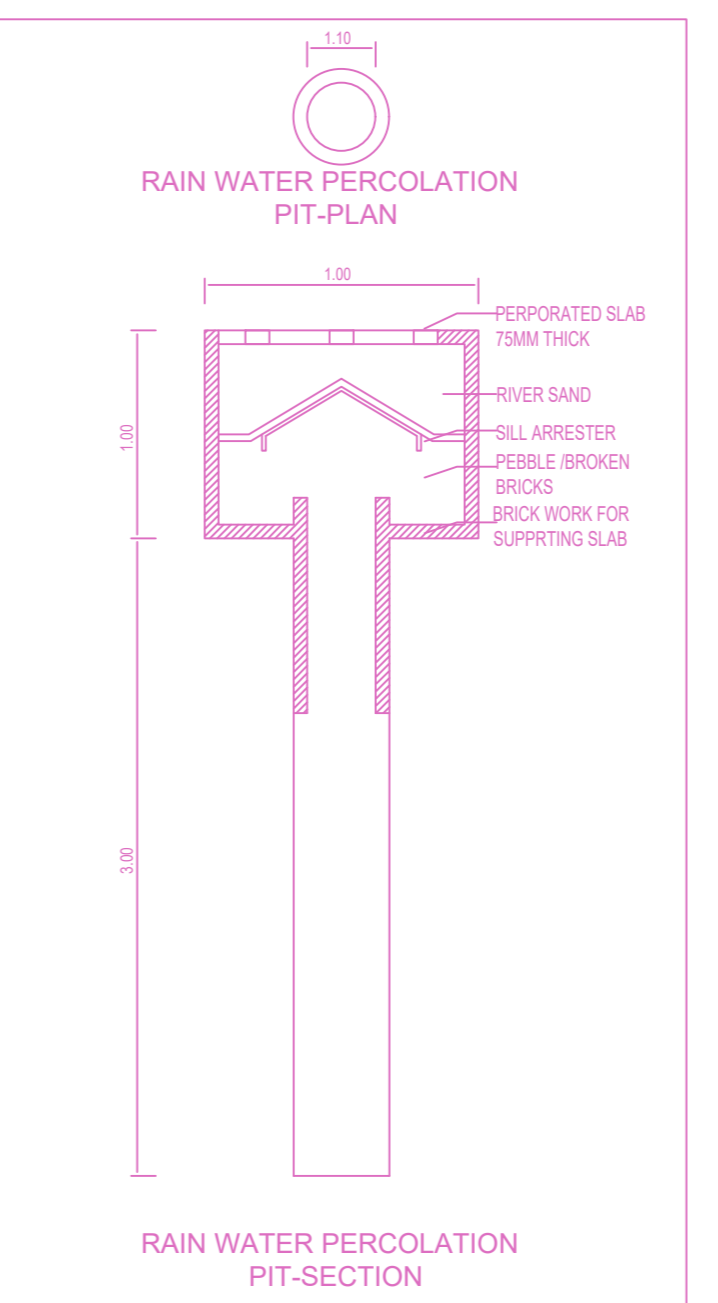 1.10
RAIN WATER PERCOLATION
PIT-PLAN
1.00
PERPORATED SLAB
75MM THICK
RIVER SAND
1.00
SILL ARRESTER
PEBBLE /BROKEN
BRICKS
BRICK WORK FOR
SUPPRTING SLAB
3.00
RAIN WATER PERCOLATION
PIT-SECTION